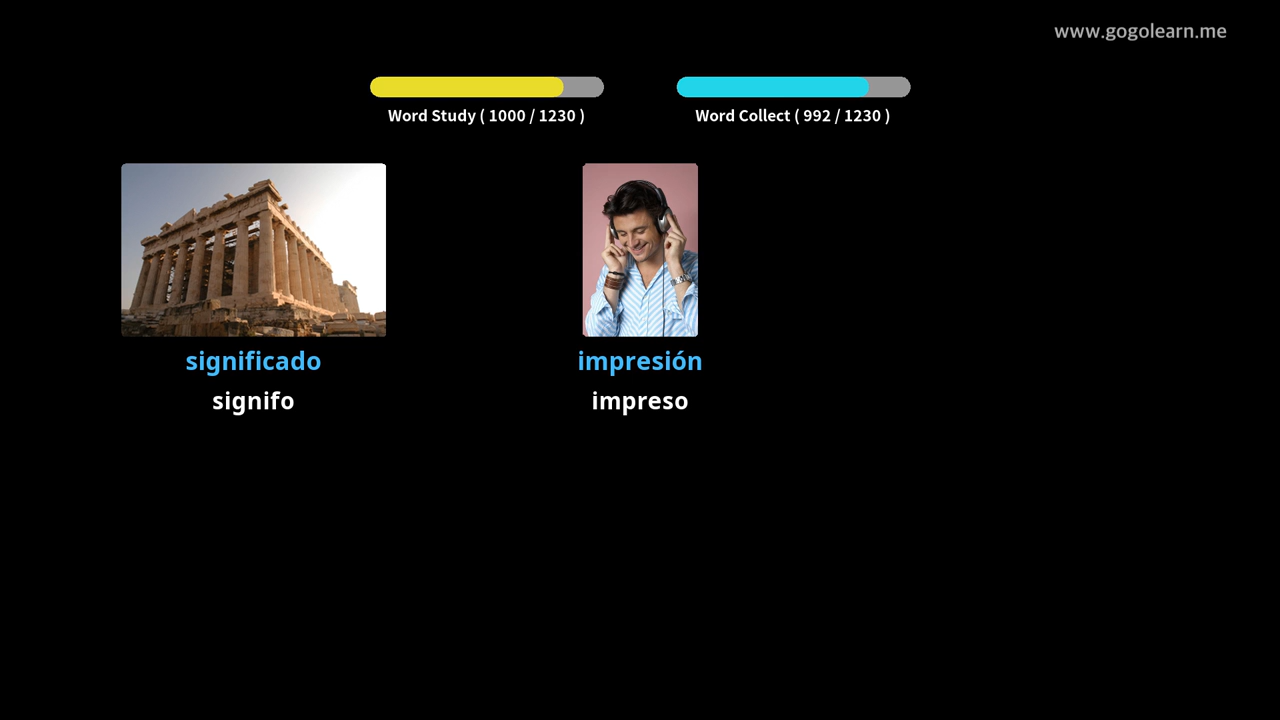 www.gogolearn.me
Word Study ( 1000 / 1230 )
Word Collect ( 992 / 1230 )
significado
signifo
impresión
impreso